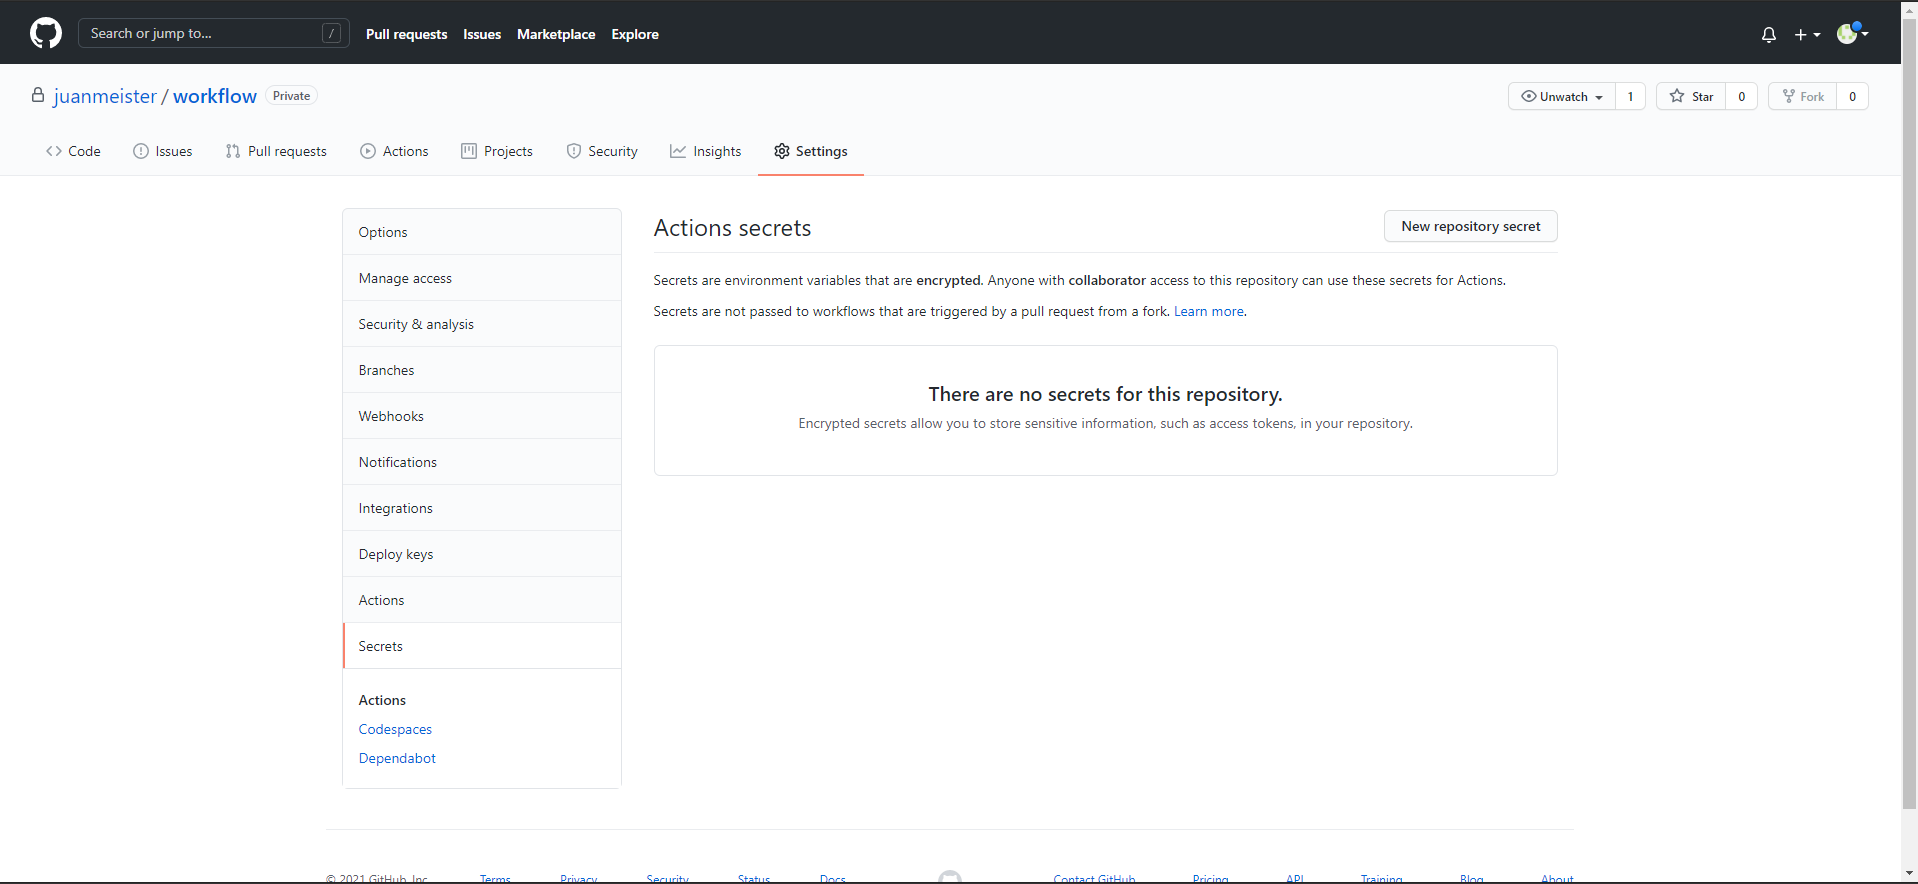 Search or jump to... /
Pull requests Issues Marketplace Explore
juanmeister / workflow Private
Unwatch 1 Star 0 Fork 0
Code Issues Pull requests Actions Projects Security Insights Settings
Options
Manage access
Security & analysis
Branches
Webhooks
Notifications
Integrations
Deploy keys
Actions
Secrets
Actions
Codespaces
Dependabot
Actions secrets
New repository secret
Secrets are environment variables that are encrypted. Anyone with collaborator access to this repository can use these secrets for Actions.
Secrets are not passed to workflows that are triggered by a pull request from a fork. Learn more.
There are no secrets for this repository.
Encrypted secrets allow you to store sensitive information, such as access tokens, in your repository.
© 2021 GitHub, Inc. Terms Privacy Security Status Docs Contact GitHub Pricing API Training Blog About